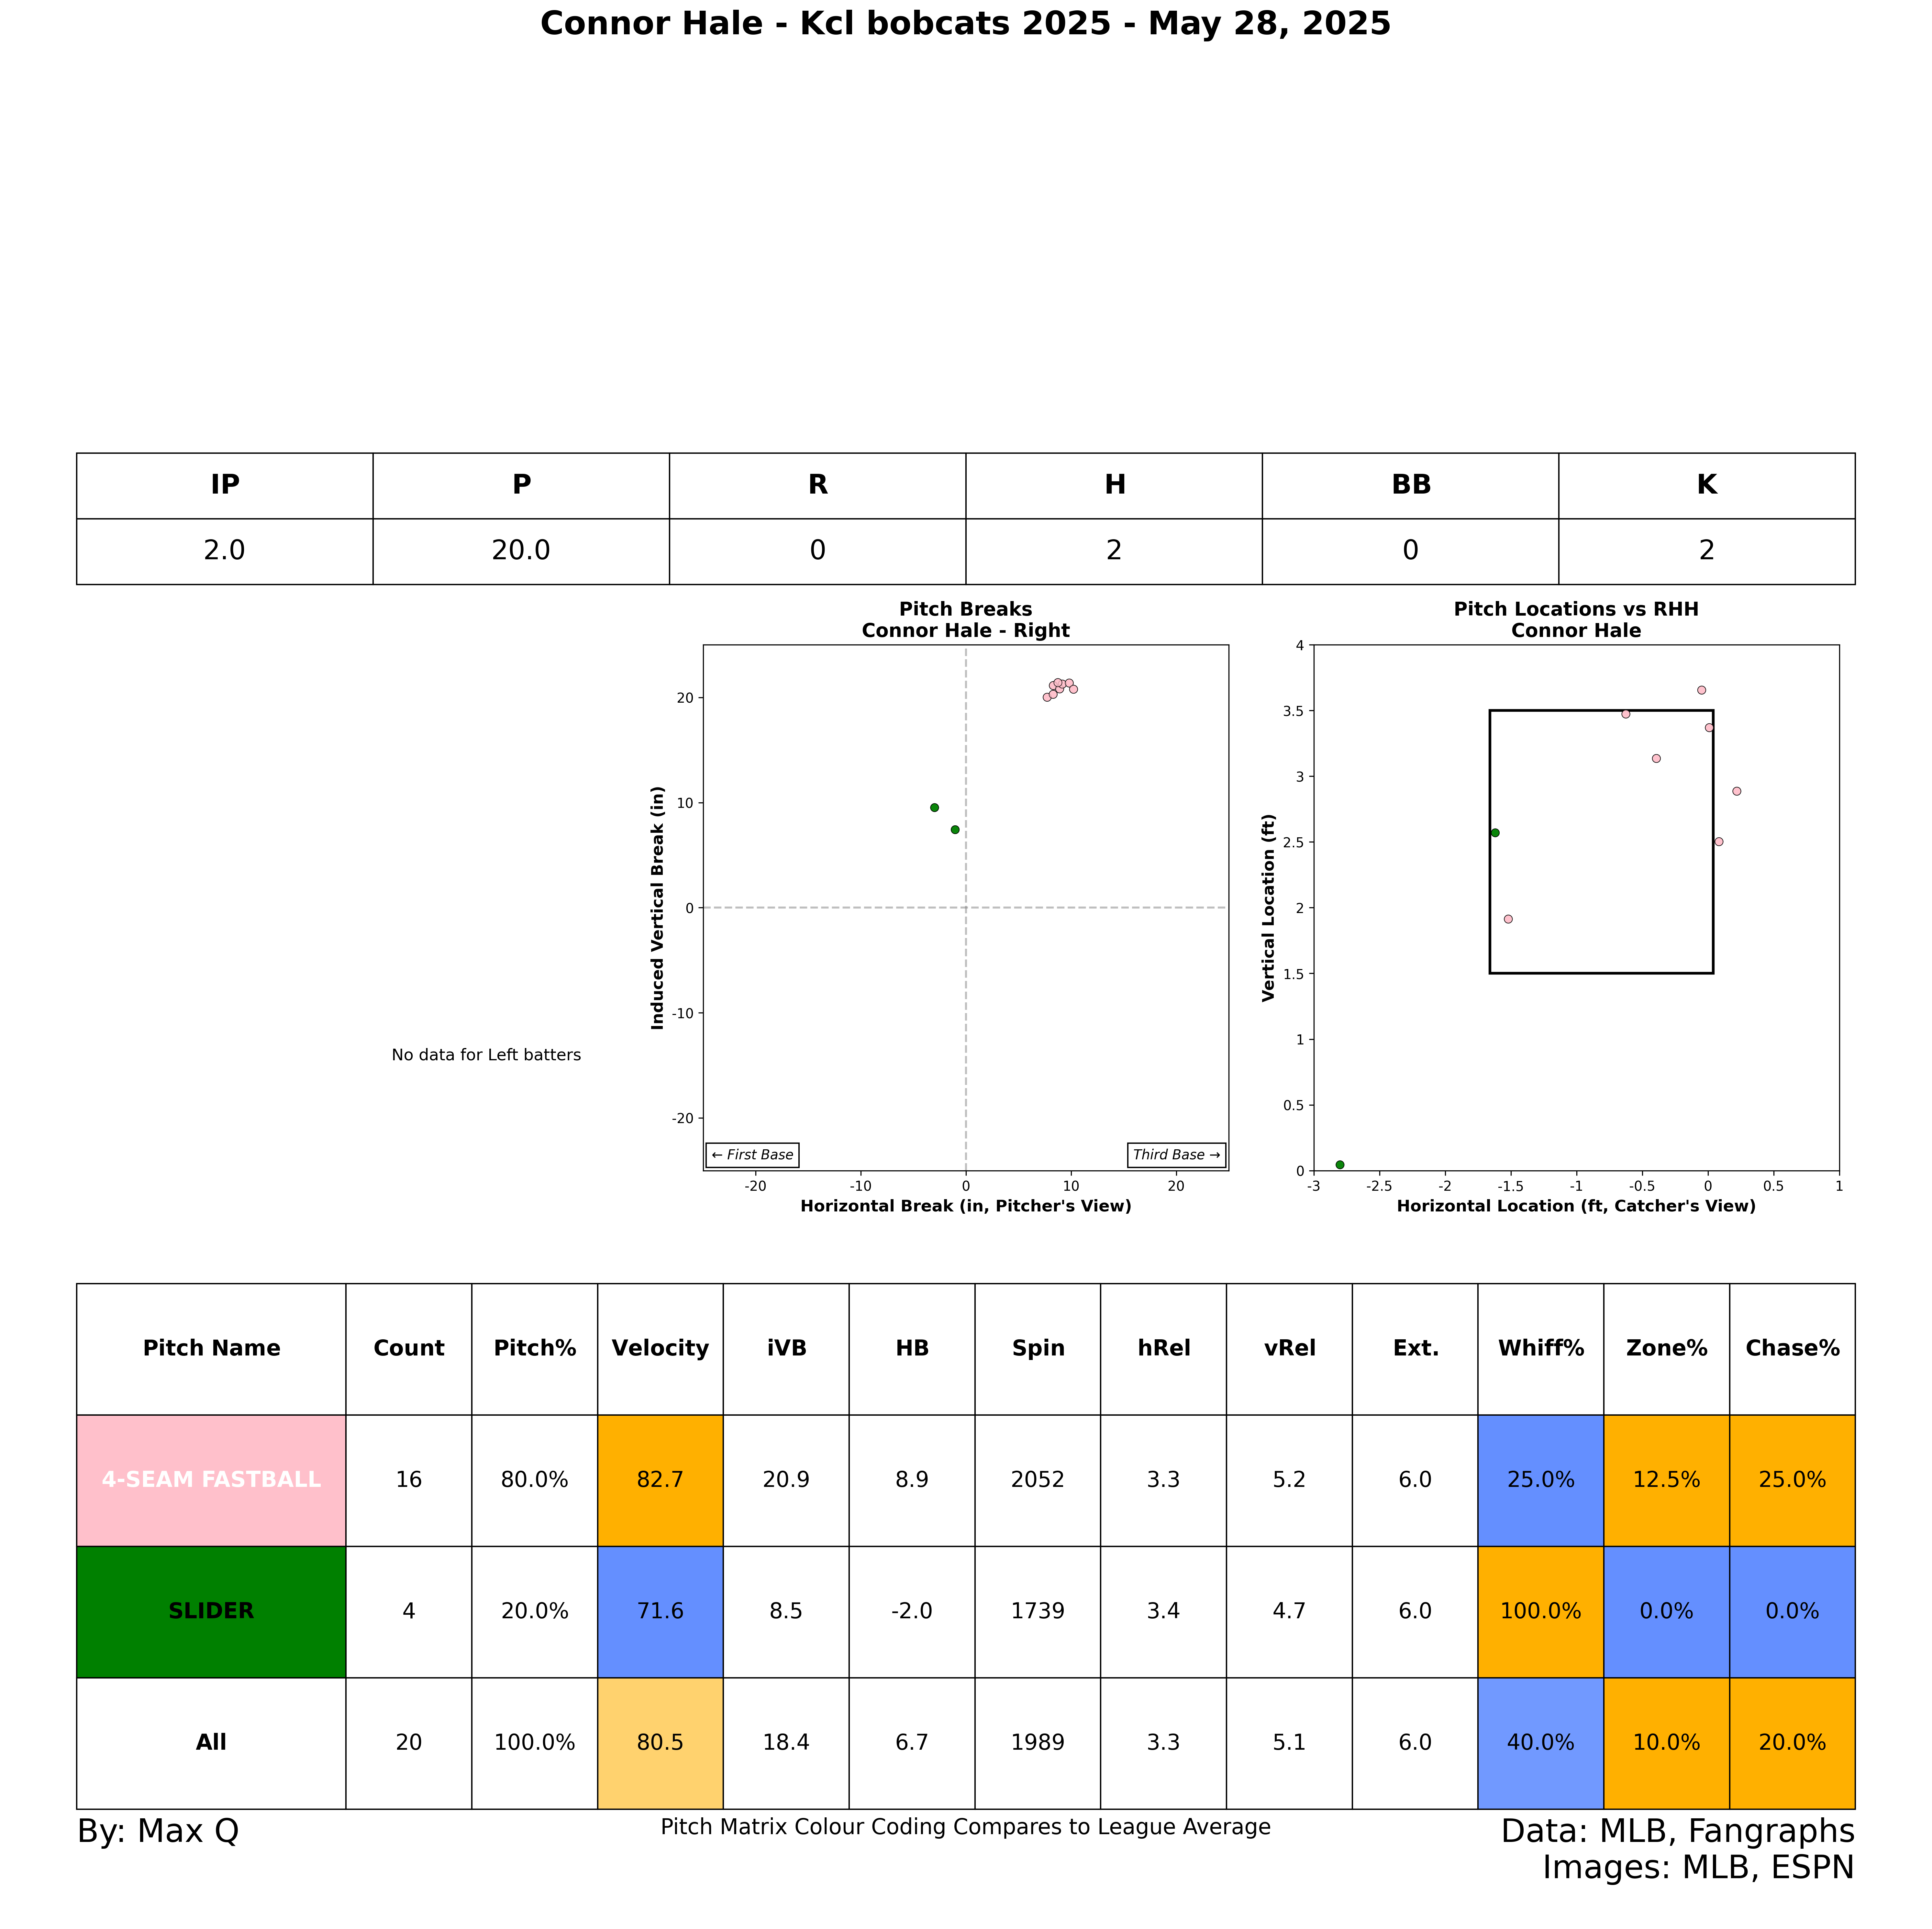 Connor Hale - Kcl bobcats 2025 - May 28, 2025
IP P R H BB K
2.0 20.0 0 2 0 2
No data for Left batters
Pitch Breaks
Connor Hale - Right
20
10
0
-10
-20
Induced Vertical Break (in)
← First Base
Third Base →
-20 -10 0 10 20
Horizontal Break (in, Pitcher's View)
Pitch Locations vs RHH
Connor Hale
4
3.5
3
2.5
2
1.5
1
0.5
0
Vertical Location (ft)
-3 -2.5 -2 -1.5 -1 -0.5 0 0.5 1
Horizontal Location (ft, Catcher's View)
Pitch Name Count Pitch% Velocity iVB HB Spin hRel vRel Ext. Whiff% Zone% Chase%
4-SEAM FASTBALL 16 80.0% 82.7 20.9 8.9 2052 3.3 5.2 6.0 25.0% 12.5% 25.0%
SLIDER 4 20.0% 71.6 8.5 -2.0 1739 3.4 4.7 6.0 100.0% 0.0% 0.0%
All 20 100.0% 80.5 18.4 6.7 1989 3.3 5.1 6.0 40.0% 10.0% 20.0%
By: Max Q
Pitch Matrix Colour Coding Compares to League Average
Data: MLB, Fangraphs
Images: MLB, ESPN